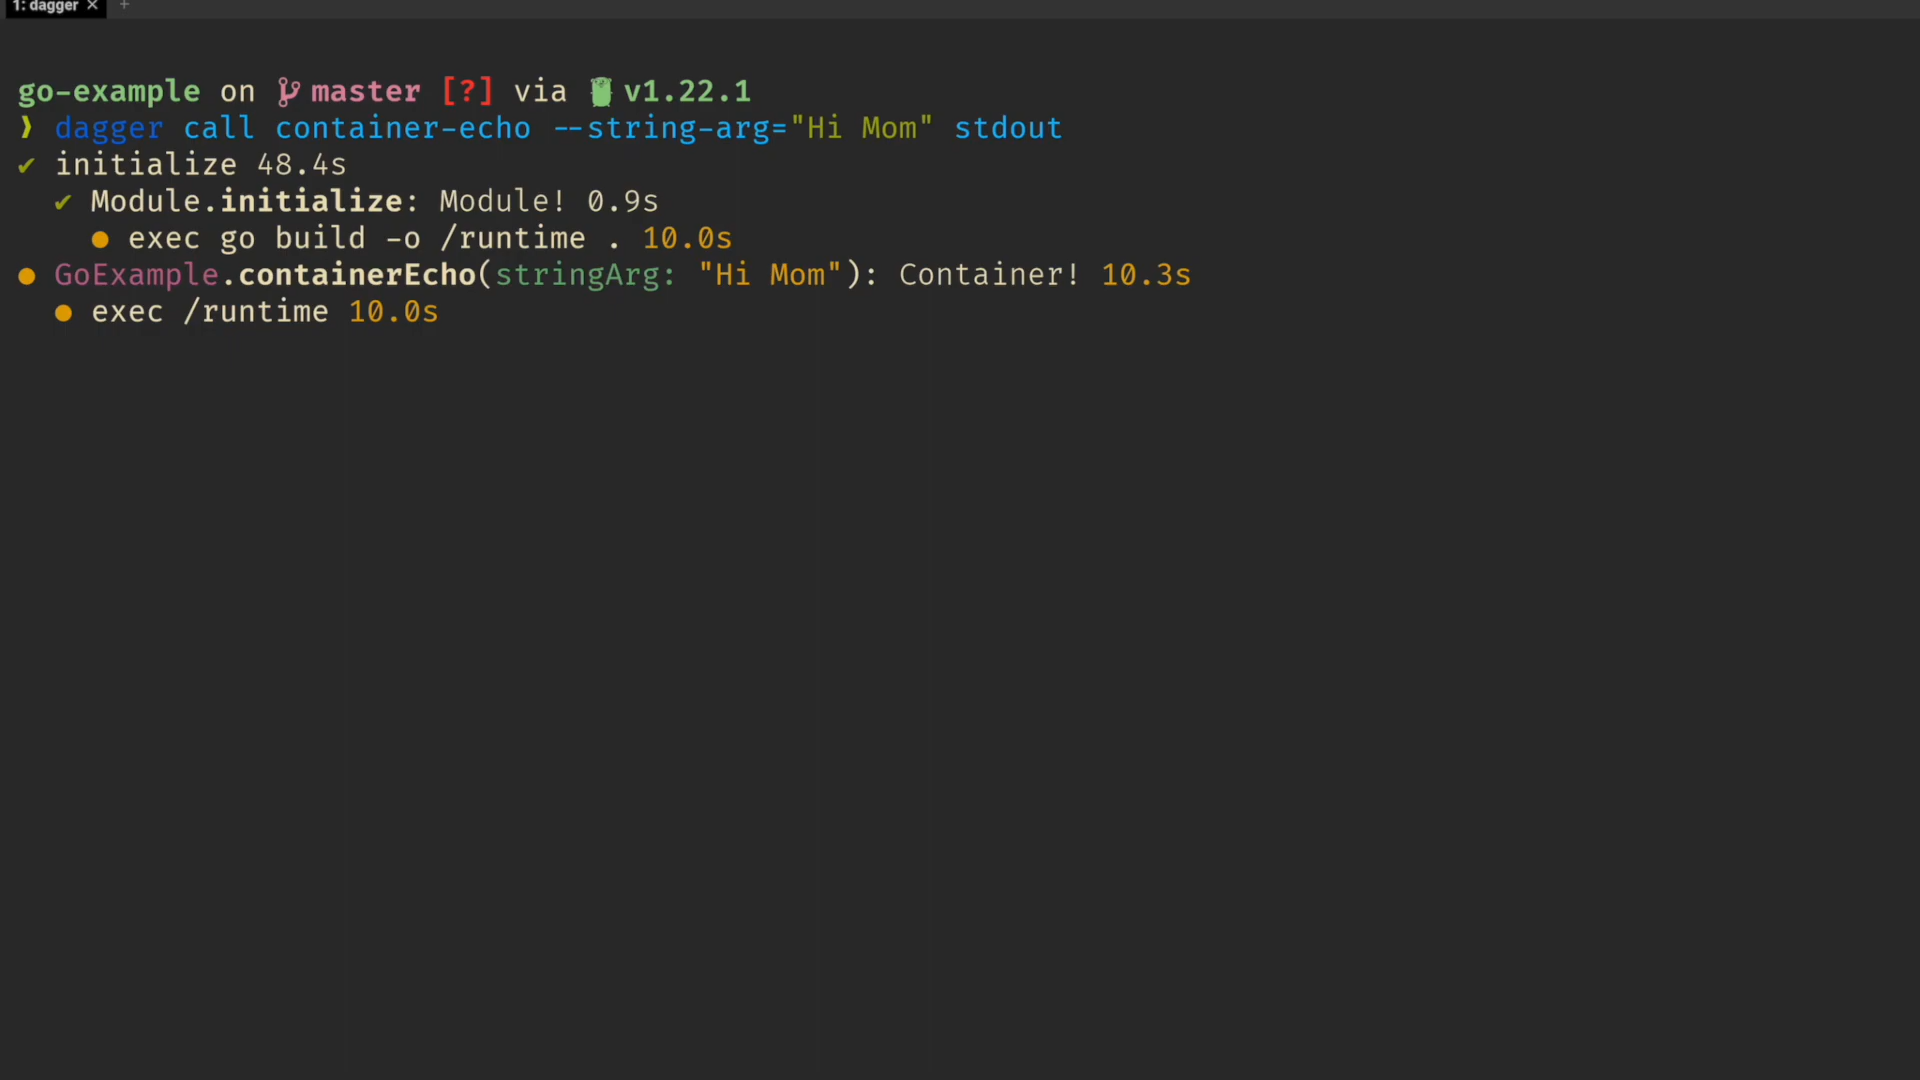 1: dagger × +
go-example on master [?] via v1.22.1
❱ dagger call container-echo --string-arg="Hi Mom" stdout
✔ initialize 48.4s
✔ Module.initialize: Module! 0.9s
● exec go build -o /runtime . 10.0s
● GoExample.containerEcho(stringArg: "Hi Mom"): Container! 10.3s
● exec /runtime 10.0s